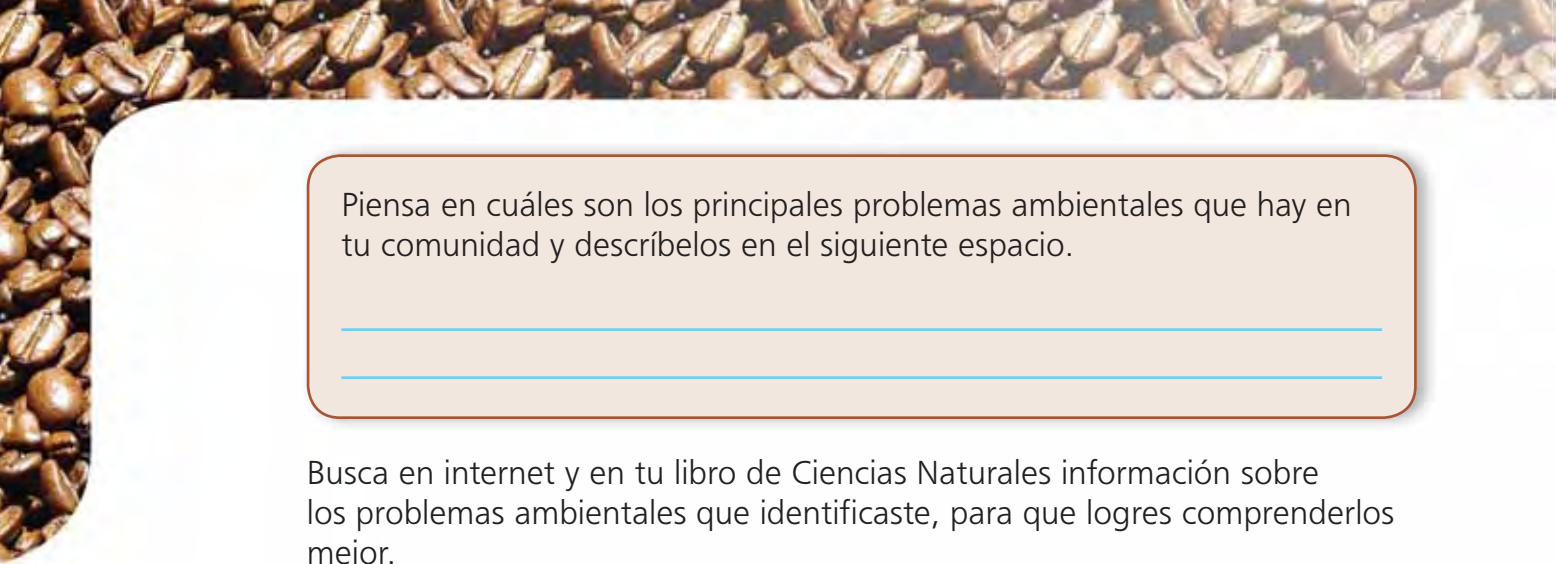 Piensa en cuáles son los principales problemas ambientales que hay en
tu comunidad y descríbelos en el siguiente espacio.
Busca en internet y en tu libro de Ciencias Naturales información sobre
los problemas ambientales que identificaste, para que logres comprenderlos
mejor.